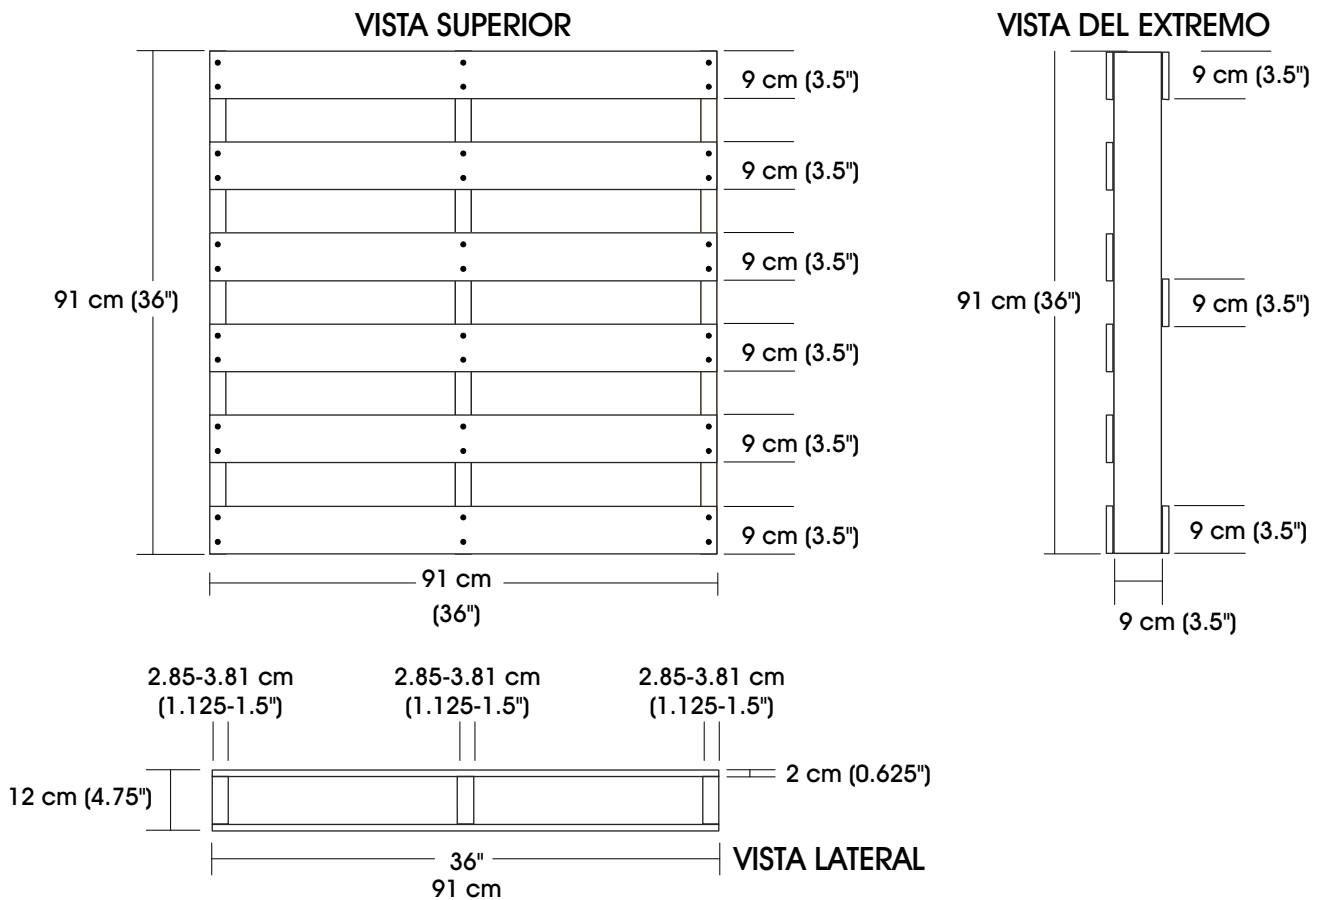 VISTA SUPERIOR
VISTA DEL EXTREMO
9 cm (3.5")
9 cm (3.5")
9 cm (3.5")
9 cm (3.5")
9 cm (3.5")
9 cm (3.5")
91 cm (36")
91 cm
(36")
9 cm (3.5")
91 cm (36")
9 cm (3.5")
9 cm (3.5")
9 cm (3.5")
2.85-3.81 cm
(1.125-1.5")
2.85-3.81 cm
(1.125-1.5")
2.85-3.81 cm
(1.125-1.5")
12 cm (4.75")
2 cm (0.625")
36"
91 cm
VISTA LATERAL